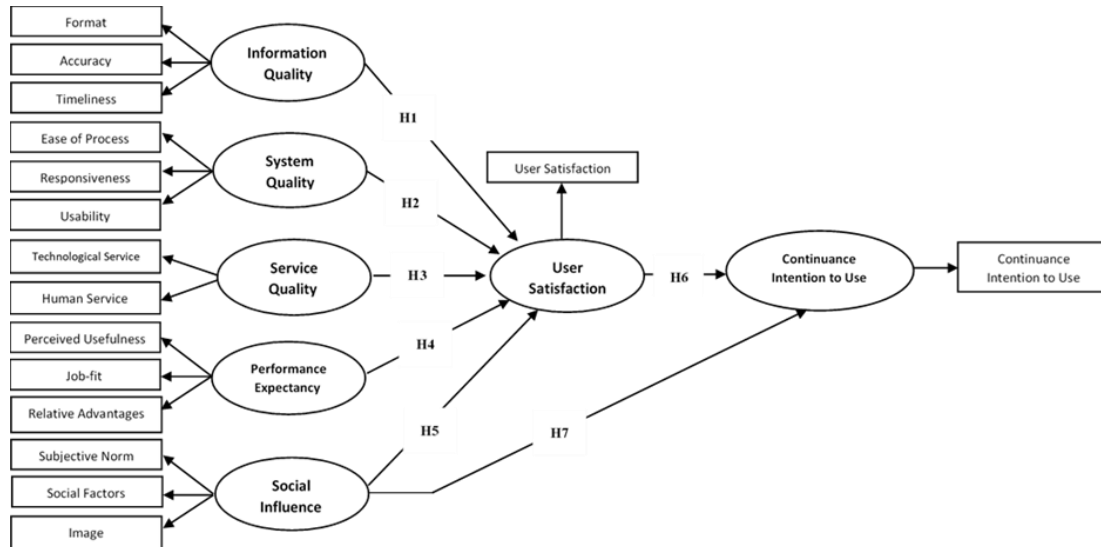 Format
Accuracy
Timeliness
Information
Quality
H1
Ease of Process
Responsiveness
Usability
System
Quality
H2
User Satisfaction
Technological Service
Human Service
Service
Quality
H3
User
Satisfaction
H6
Continuance
Intention to Use
Continuance
Intention to Use
Perceived Usefulness
Job-fit
Relative Advantages
Performance
Expectancy
H4
H5
H7
Subjective Norm
Social Factors
Image
Social
Influence